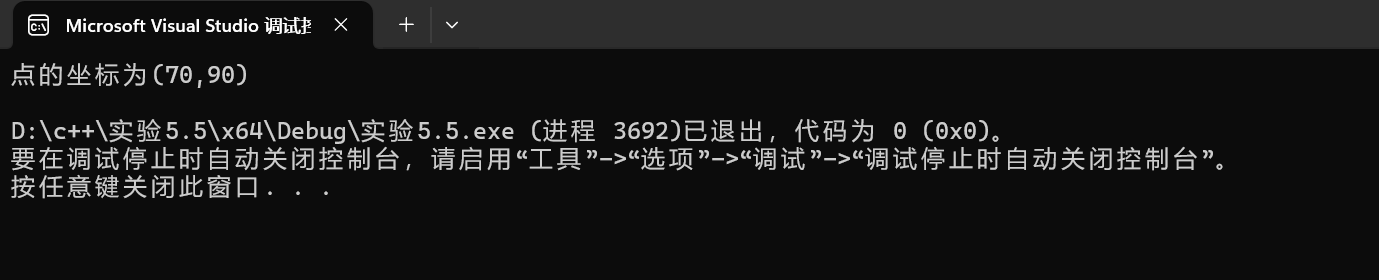 Microsoft Visual Studio 调试控
点的坐标为(70,90)
D:\c++\实验5.5\x64\Debug\实验5.5.exe (进程 3692)已退出，代码为 0 (0x0)。
要在调试停止时自动关闭控制台，请启用“工具”->“选项”->“调试”->“调试停止时自动关闭控制台”。
按任意键关闭此窗口. . .